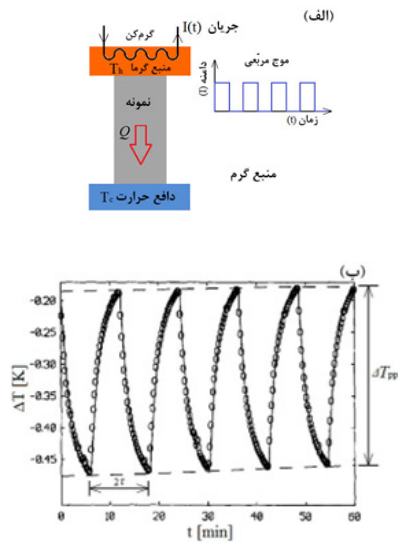 (الف)
جریان I(t)
گرم‌کن
Tₕ منبع گرما
نمونه
Q
دافع حرارت T꜀
منبع گرم
موج مربّعی
دامنه (I)
زمان (t)
(ب)
ΔT [K]
-0.20
-0.25
-0.30
-0.35
-0.40
-0.45
ΔTpp
2τ
0 10 20 30 40 50 60
t [min]